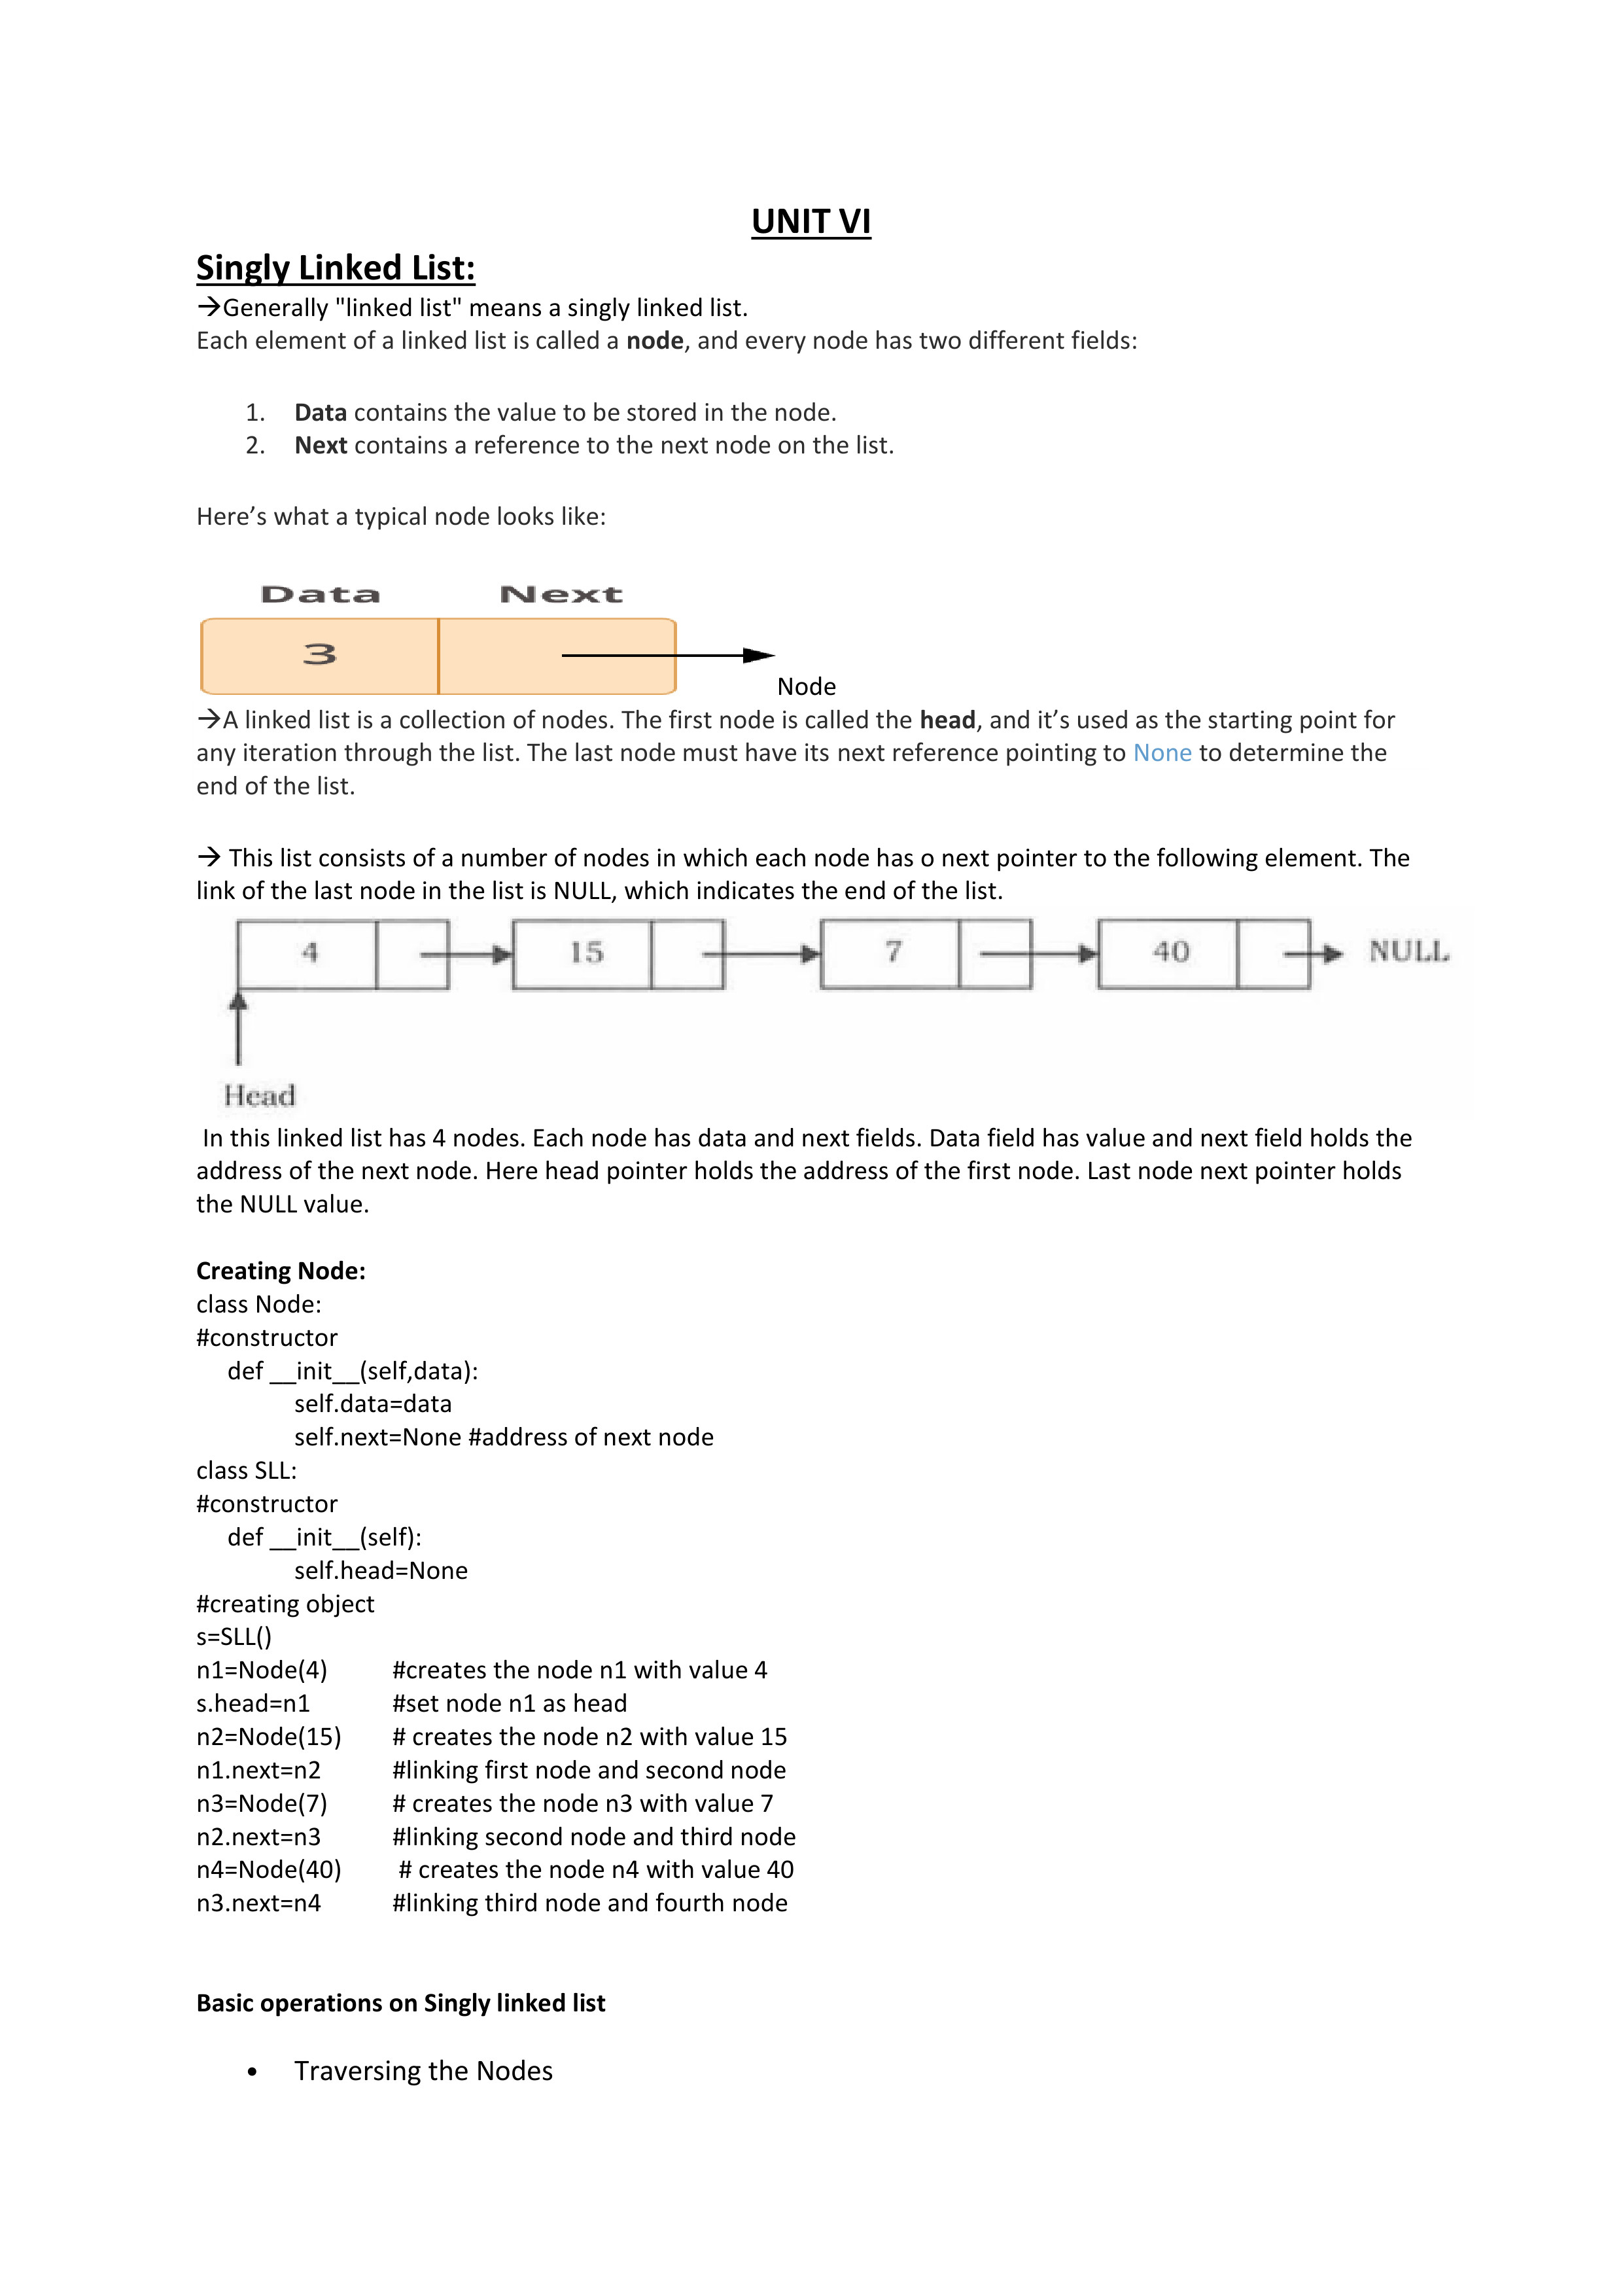 UNIT VI
Singly Linked List:
→Generally "linked list" means a singly linked list.
Each element of a linked list is called a node, and every node has two different fields:
1. Data contains the value to be stored in the node.
2. Next contains a reference to the next node on the list.
Here’s what a typical node looks like:
Data Next
3
Node
→A linked list is a collection of nodes. The first node is called the head, and it’s used as the starting point for
any iteration through the list. The last node must have its next reference pointing to None to determine the
end of the list.
→ This list consists of a number of nodes in which each node has o next pointer to the following element. The
link of the last node in the list is NULL, which indicates the end of the list.
4 15 7 40 NULL
Head
In this linked list has 4 nodes. Each node has data and next fields. Data field has value and next field holds the
address of the next node. Here head pointer holds the address of the first node. Last node next pointer holds
the NULL value.
Creating Node:
class Node:
#constructor
def __init__(self,data):
self.data=data
self.next=None #address of next node
class SLL:
#constructor
def __init__(self):
self.head=None
#creating object
s=SLL()
n1=Node(4) #creates the node n1 with value 4
s.head=n1 #set node n1 as head
n2=Node(15) # creates the node n2 with value 15
n1.next=n2 #linking first node and second node
n3=Node(7) # creates the node n3 with value 7
n2.next=n3 #linking second node and third node
n4=Node(40) # creates the node n4 with value 40
n3.next=n4 #linking third node and fourth node
Basic operations on Singly linked list
• Traversing the Nodes